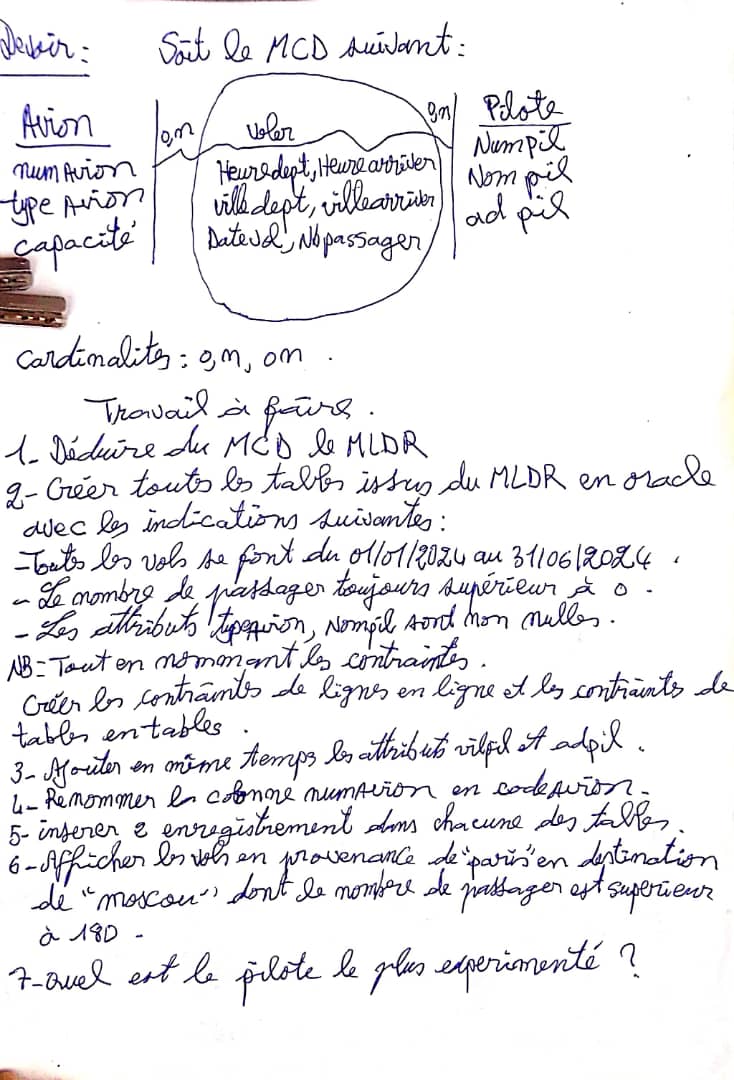 Devoir : Soit le MCD suivant :
Avion
numAvion
type Avion
capacité
0,n
voler
Heuredept, Heurearriver
villedept, villearriver
DateVol, Nbpassager
0,n
Pilote
Numpil
Nom pil
ad pil
Cardinalités : 0,n, 0n .
Travail à faire .
1- Déduire du MCD le MLDR
2- Créer toutes les tables issus du MLDR en oracle
avec les indications suivantes :
- Toutes les vols se font du 01/01/2024 au 31/06/2024 .
- Le nombre de passager toujours supérieur à 0 .
- Les attributs typeavion, Nompil sont non nulles .
NB = Tout en nommant les contraintes .
Créer les contraintes de lignes en ligne et les contraintes de
tables en tables .
3- Ajouter en même temps les attributs vilpil et adpil .
4- Renommer la colonne numAvion en codeAvion -
5- inserer 2 enregistrement dans chacune des tables .
6- Afficher les vols en provenance de "paris" en destination
de "moscou" dont le nombre de passager est superieur
à 180 -
7- Quel est le pilote le plus experimenté ?